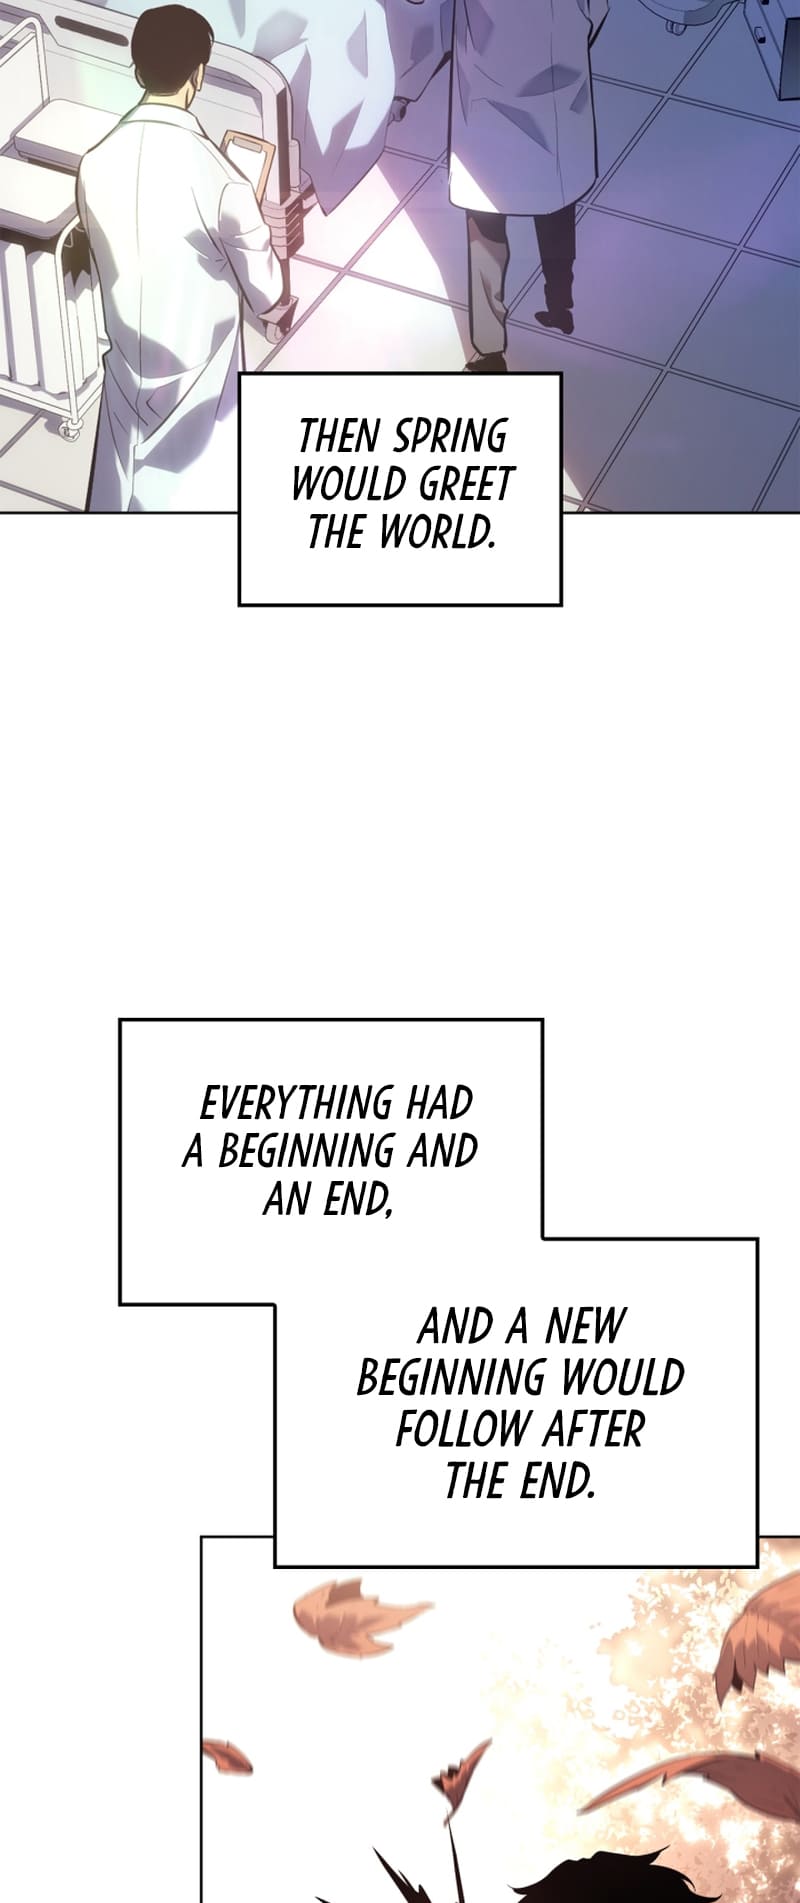 THEN SPRING
WOULD GREET
THE WORLD.
EVERYTHING HAD
A BEGINNING AND
AN END,
AND A NEW
BEGINNING WOULD
FOLLOW AFTER
THE END.